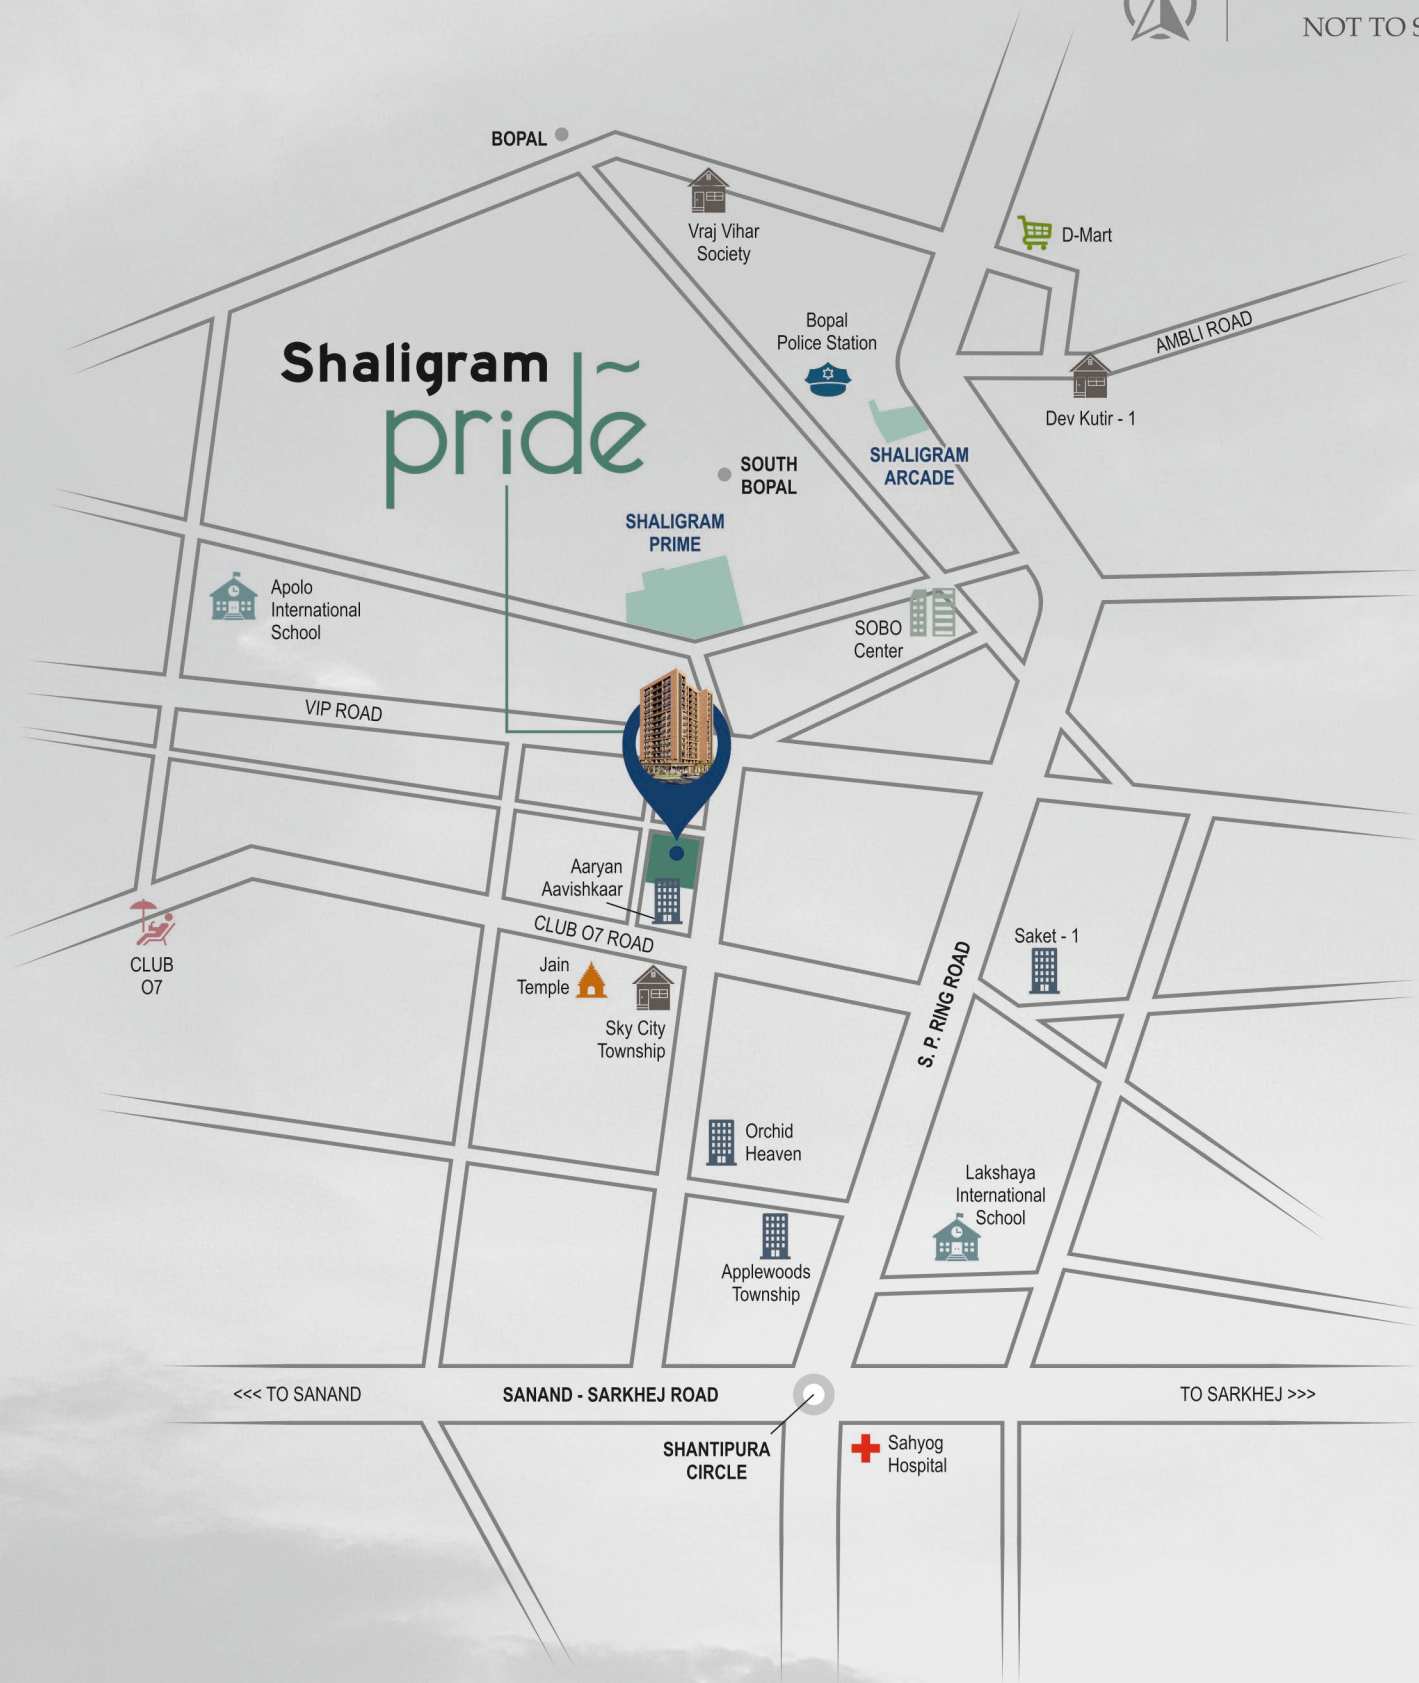 NOT TO S
BOPAL
Vraj Vihar
Society
D-Mart
AMBLI ROAD
Bopal
Police Station
Dev Kutir - 1
Shaligram
pride
SHALIGRAM
ARCADE
SOUTH
BOPAL
SHALIGRAM
PRIME
Apolo
International
School
SOBO
Center
VIP ROAD
Aaryan
Aavishkaar
CLUB O7 ROAD
CLUB
O7
Jain
Temple
Sky City
Township
Saket - 1
S. P. RING ROAD
Orchid
Heaven
Lakshaya
International
School
Applewoods
Township
<<< TO SANAND
SANAND - SARKHEJ ROAD
TO SARKHEJ >>>
SHANTIPURA
CIRCLE
Sahyog
Hospital